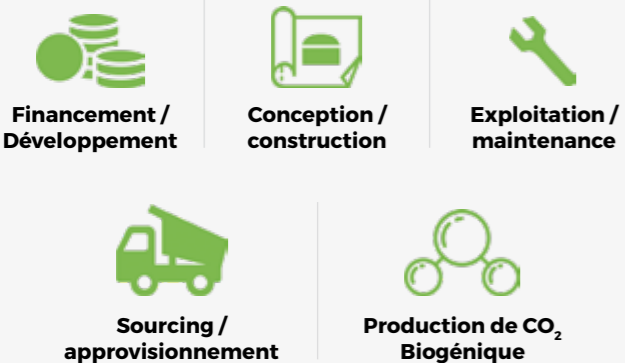 Financement /
Développement
Conception /
construction
Exploitation /
maintenance
Sourcing /
approvisionnement
Production de CO₂
Biogénique